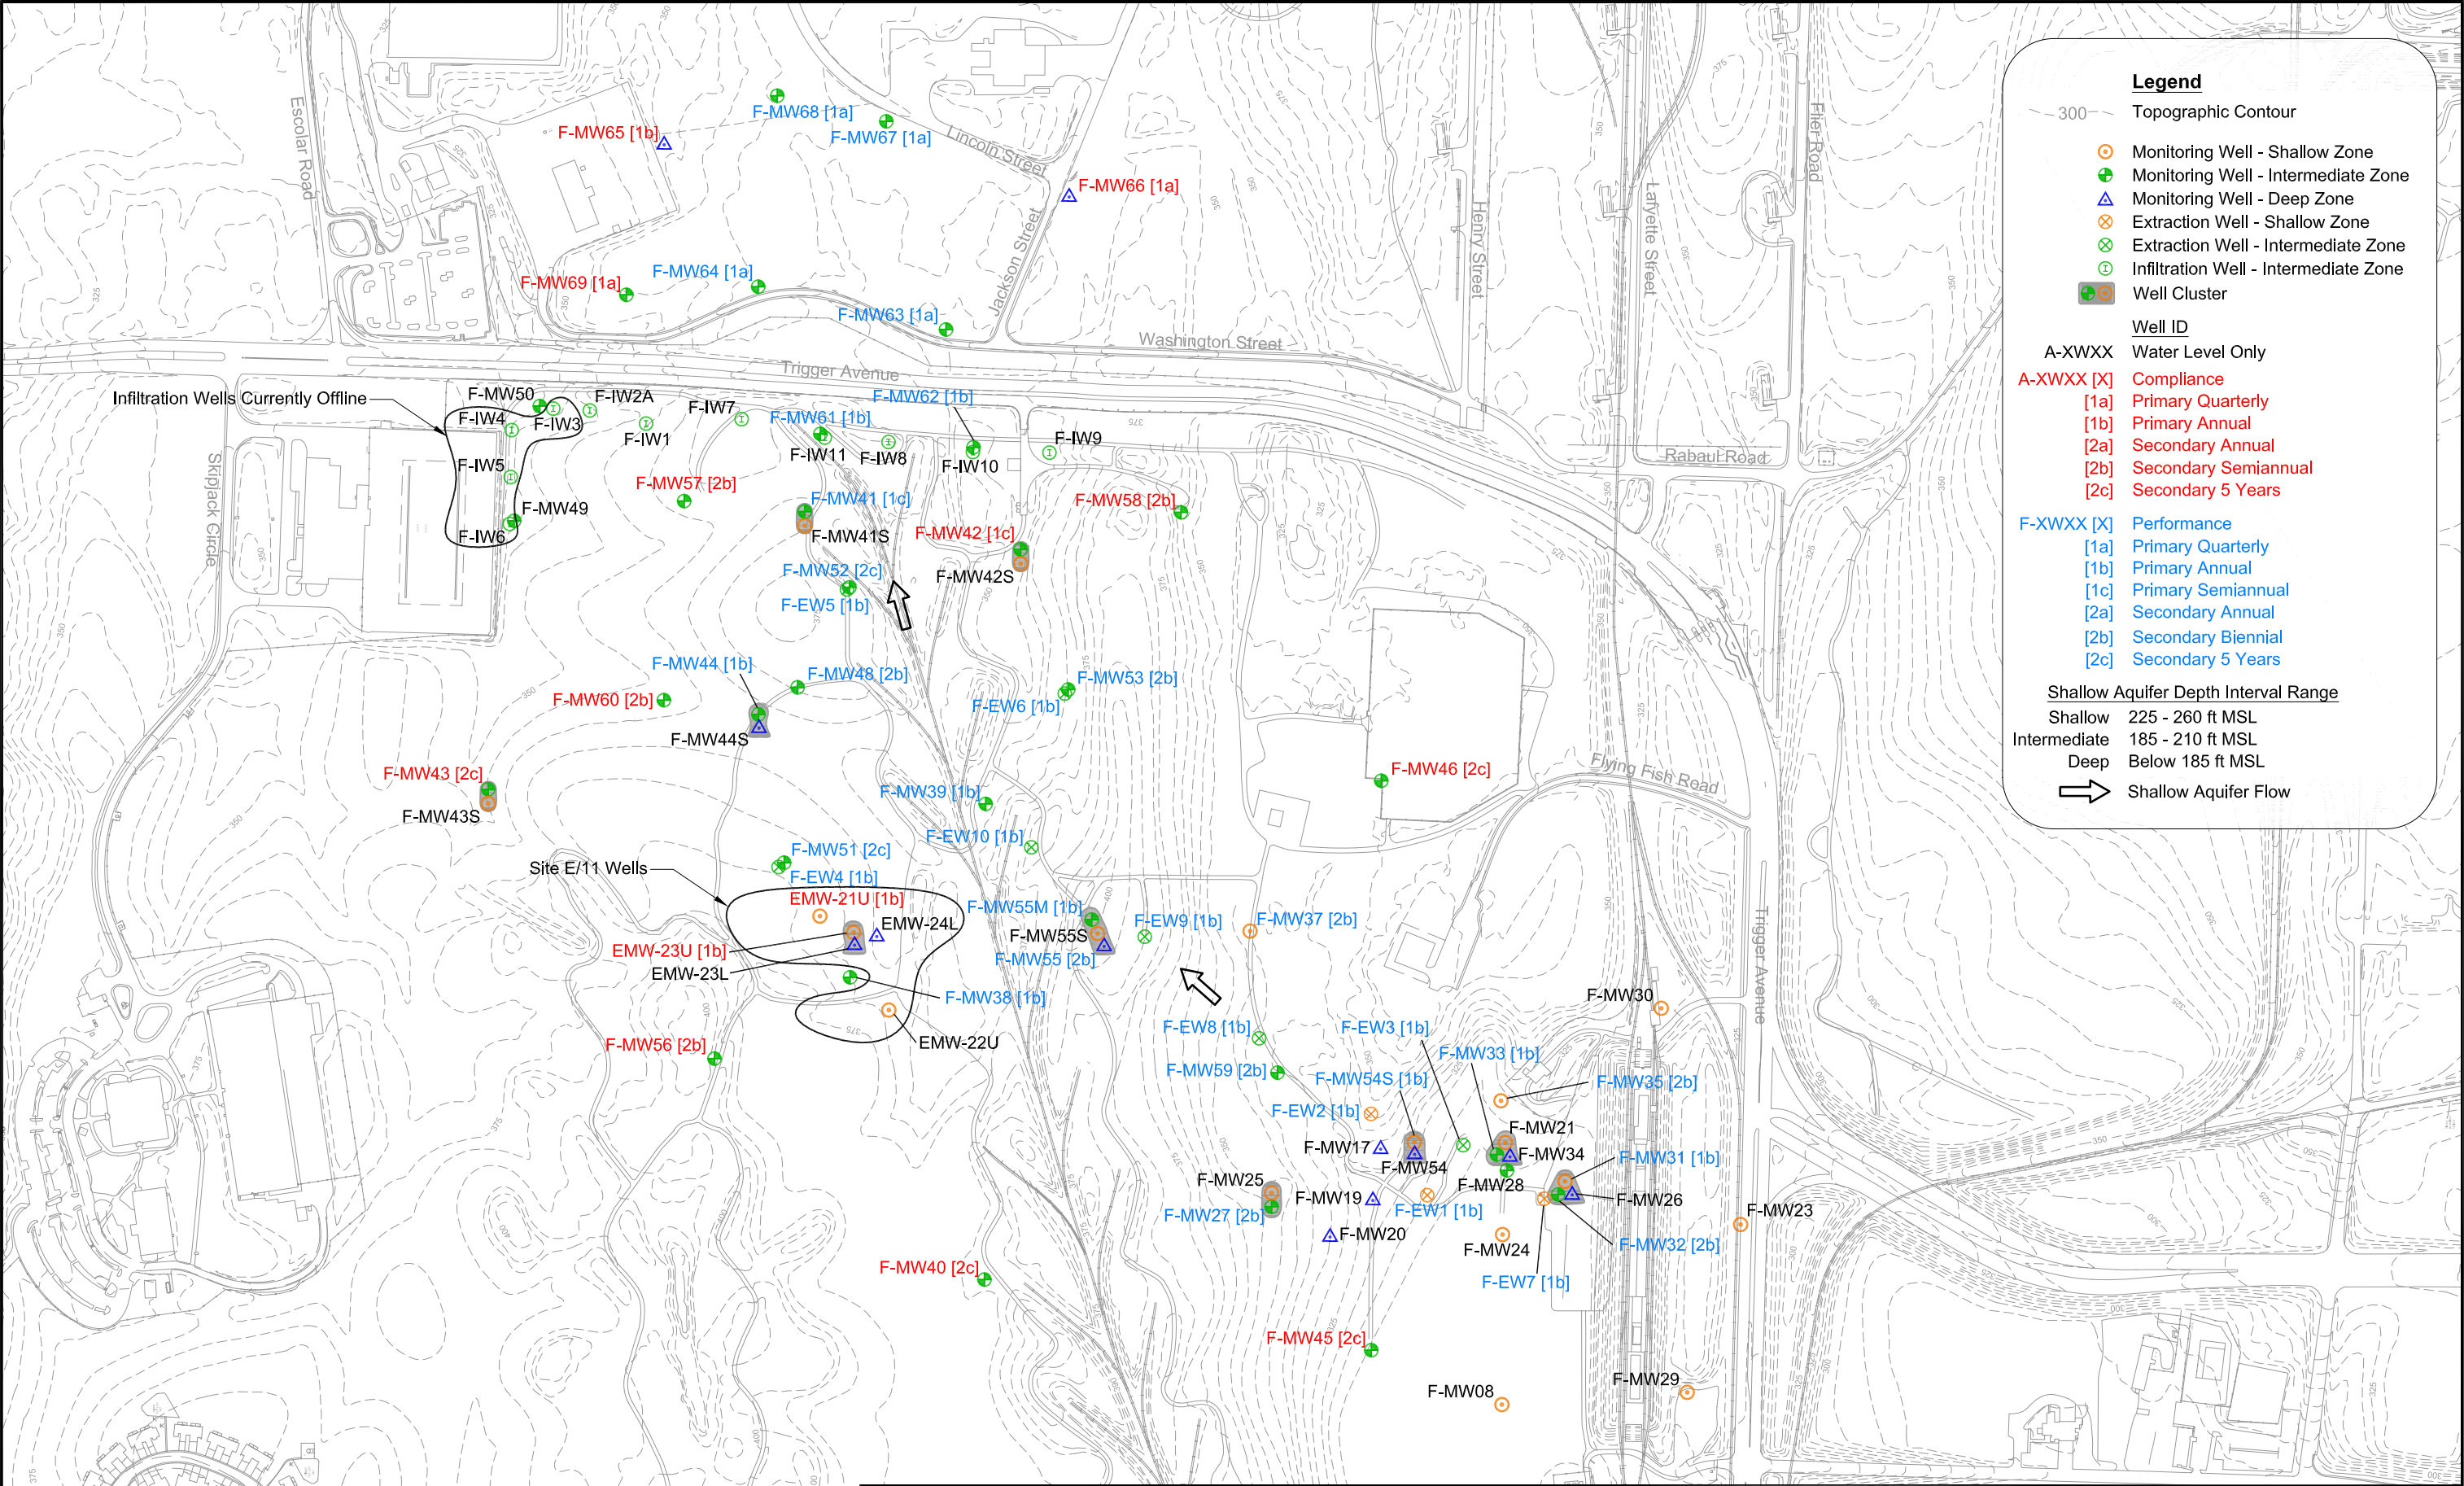 Legend
300
Topographic Contour
Monitoring Well - Shallow Zone
Monitoring Well - Intermediate Zone
Monitoring Well - Deep Zone
Extraction Well - Shallow Zone
Extraction Well - Intermediate Zone
Infiltration Well - Intermediate Zone
Well Cluster
Well ID
A-XWXX Water Level Only
A-XWXX [X] Compliance
[1a] Primary Quarterly
[1b] Primary Annual
[2a] Secondary Annual
[2b] Secondary Semiannual
[2c] Secondary 5 Years
F-XWXX [X] Performance
[1a] Primary Quarterly
[1b] Primary Annual
[1c] Primary Semiannual
[2a] Secondary Annual
[2b] Secondary Biennial
[2c] Secondary 5 Years
Shallow Aquifer Depth Interval Range
Shallow 225 - 260 ft MSL
Intermediate 185 - 210 ft MSL
Deep Below 185 ft MSL
Shallow Aquifer Flow
Escolar Road
Lincoln Street
Jackson Street
Henry Street
Lafyette Street
Flier Road
Washington Street
Trigger Avenue
Rabaul Road
Skipjack Circle
Flying Fish Road
Trigger Avenue
F-MW68 [1a]
F-MW65 [1b]
F-MW67 [1a]
F-MW66 [1a]
F-MW69 [1a]
F-MW64 [1a]
F-MW63 [1a]
Infiltration Wells Currently Offline
F-MW50
F-IW2A
F-IW4
F-IW3
F-IW1
F-IW7
F-MW61 [1b]
F-MW62 [1b]
F-IW11
F-IW8
F-IW10
F-IW9
F-IW5
F-MW49
F-IW6
F-MW57 [2b]
F-MW41 [1c]
F-MW41S
F-MW42 [1c]
F-MW42S
F-MW58 [2b]
F-MW52 [2c]
F-EW5 [1b]
F-MW44 [1b]
F-MW48 [2b]
F-MW60 [2b]
F-MW44S
F-MW53 [2b]
F-EW6 [1b]
F-MW43 [2c]
F-MW43S
F-MW46 [2c]
F-MW39 [1b]
F-EW10 [1b]
F-MW51 [2c]
F-EW4 [1b]
Site E/11 Wells
EMW-21U [1b]
EMW-24L
EMW-23U [1b]
EMW-23L
F-MW38 [1b]
EMW-22U
F-MW55M [1b]
F-MW55S
F-MW55 [2b]
F-EW9 [1b]
F-MW37 [2b]
F-MW56 [2b]
F-MW30
F-EW8 [1b]
F-EW3 [1b]
F-MW33 [1b]
F-MW59 [2b]
F-MW54S [1b]
F-MW35 [2b]
F-EW2 [1b]
F-MW21
F-MW17
F-MW54
F-MW34
F-MW31 [1b]
F-MW25
F-MW28
F-MW19
F-MW26
F-MW27 [2b]
F-EW1 [1b]
F-MW23
F-MW20
F-MW24
F-MW32 [2b]
F-MW40 [2c]
F-EW7 [1b]
F-MW45 [2c]
F-MW08
F-MW29